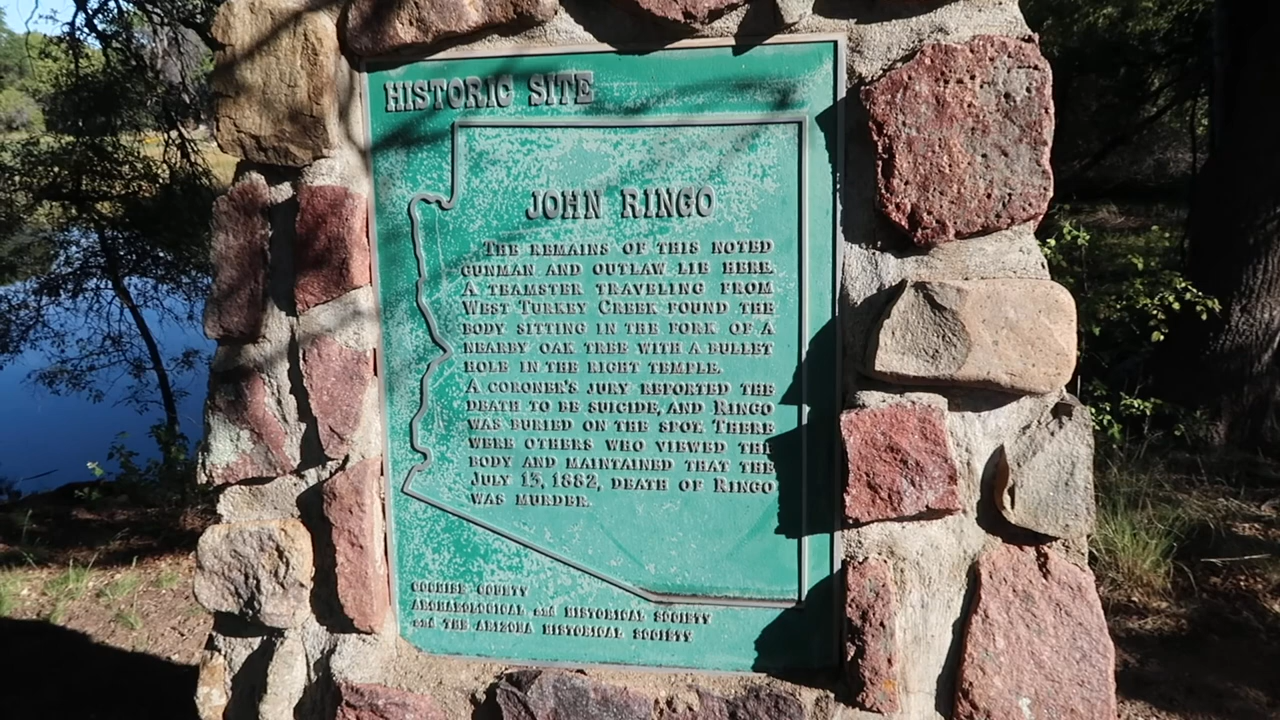 HISTORIC SITE
JOHN RINGO
THE REMAINS OF THIS NOTED
GUNMAN AND OUTLAW LIE HERE.
A TEAMSTER TRAVELING FROM
WEST TURKEY CREEK FOUND THE
BODY SITTING IN THE FORK OF A
NEARBY OAK TREE WITH A BULLET
HOLE IN THE RIGHT TEMPLE.
A CORONER'S JURY REPORTED THE
DEATH TO BE SUICIDE, AND RINGO
WAS BURIED ON THE SPOT. THERE
WERE OTHERS WHO VIEWED THE
BODY AND MAINTAINED THAT THE
JULY 13, 1882, DEATH OF RINGO
WAS MURDER.
COCHISE COUNTY
ARCHAEOLOGICAL and HISTORICAL SOCIETY
and THE ARIZONA HISTORICAL SOCIETY